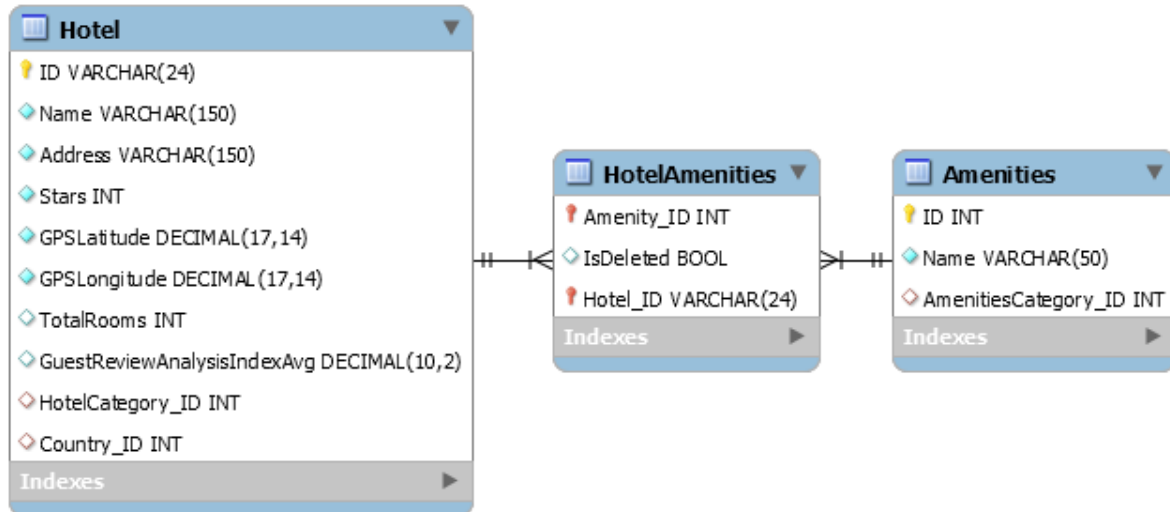 Hotel
ID VARCHAR(24)
Name VARCHAR(150)
Address VARCHAR(150)
Stars INT
GPSLatitude DECIMAL(17,14)
GPSLongitude DECIMAL(17,14)
TotalRooms INT
GuestReviewAnalysisIndexAvg DECIMAL(10,2)
HotelCategory_ID INT
Country_ID INT
Indexes
HotelAmenities
Amenity_ID INT
IsDeleted BOOL
Hotel_ID VARCHAR(24)
Indexes
Amenities
ID INT
Name VARCHAR(50)
AmenitiesCategory_ID INT
Indexes